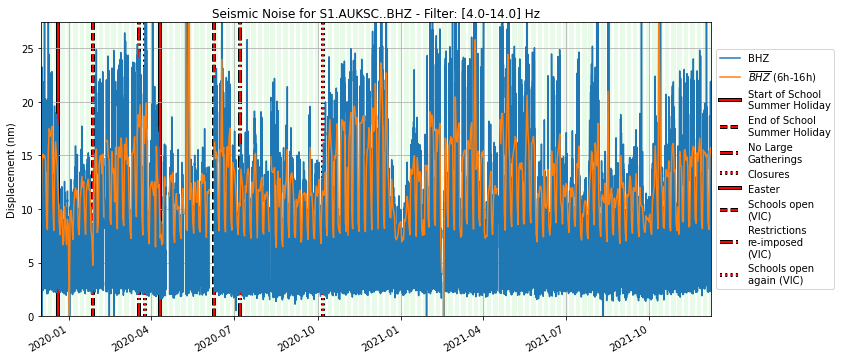 Seismic Noise for S1.AUKSC..BHZ - Filter: [4.0-14.0] Hz
Displacement (nm)
25
20
15
10
5
0
2020-01
2020-04
2020-07
2020-10
2021-01
2021-04
2021-07
2021-10
BHZ
BHZ (6h-16h)
Start of School
Summer Holiday
End of School
Summer Holiday
No Large
Gatherings
Closures
Easter
Schools open
(VIC)
Restrictions
re-imposed
(VIC)
Schools open
again (VIC)